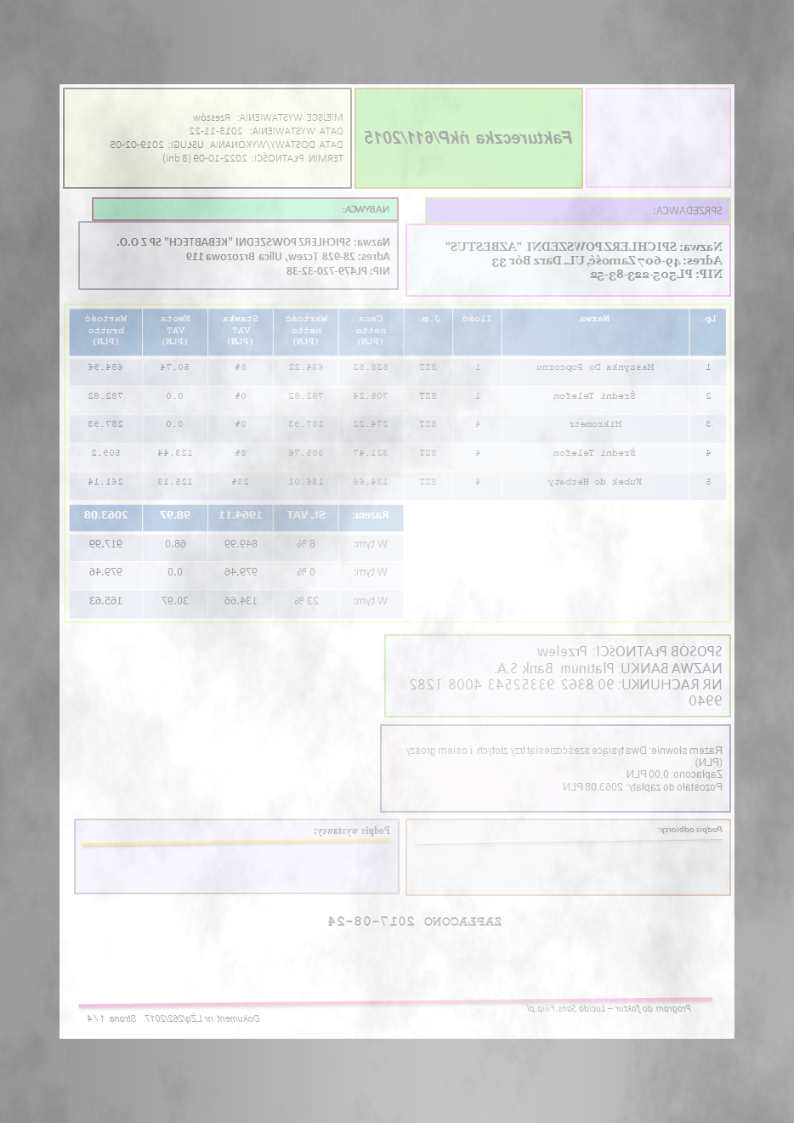 Faktureczka ńkP/611/2015
MIEJSCE WYSTAWIENIA: Rzeszów
DATA WYSTAWIENIA: 2018-11-22
DATA DOSTAWY/WYKONANIA USŁUGI: 2019-02-05
TERMIN PŁATNOŚCI: 2022-10-09 (8 dni)
SPRZEDAWCA:
Nazwa: SPICHLERZPOWSZEDNI "AZBESTUS"
Adres: 49-607 Zamość, UL. Darz Bór 33
NIP: PL505-223-83-52
NABYWCA:
Nazwa: SPICHLERZPOWSZEDNI "KEBABTECH" SP Z O.O.
Adres: 28-928 Tczew, Ulica Brzozowa 119
NIP: PL479-720-32-38
Lp. Nazwa Ilość J.m. Cena netto (PLN) Wartość netto (PLN) Stawka VAT (PLN) Kwota VAT (PLN) Wartość brutto (PLN)
1 Maszynka Do Popcornu 1 SZT 528.52 634.22 8% 50.74 684.96
2 Średni Telefon 1 SZT 706.24 782.82 0% 0.0 782.82
3 Mikrometr 4 SZT 274.22 287.93 0% 0.0 287.93
4 Średni Telefon 4 SZT 321.47 385.76 8% 123.44 509.2
5 Kubek do Herbaty 4 SZT 134.66 136.01 23% 125.13 261.14
Razem: St. VAT 1964.11 98.97 2063.08
W tym: 8 % 849.99 68.0 917.99
W tym: 0 % 979.46 0.0 979.46
W tym: 23 % 134.66 30.97 165.63
SPOSÓB PŁATNOŚCI: Przelew
NAZWA BANKU: Platinum Bank S.A.
NR RACHUNKU: 90 8362 93352543 4008 1282
9940
Razem słownie: Dwa tysiące sześćdziesiąt trzy złotych i osiem groszy
(PLN)
Zapłacono: 0,00 PLN
Pozostało do zapłaty: 2063.08 PLN
Podpis odbiorcy:
Podpis wystawcy:
ZAPŁACONO 2017-08-24
Program do faktur – Lucida Sans Filip.pl
Dokument nr LZq/262/2017 Strona 1 / 4